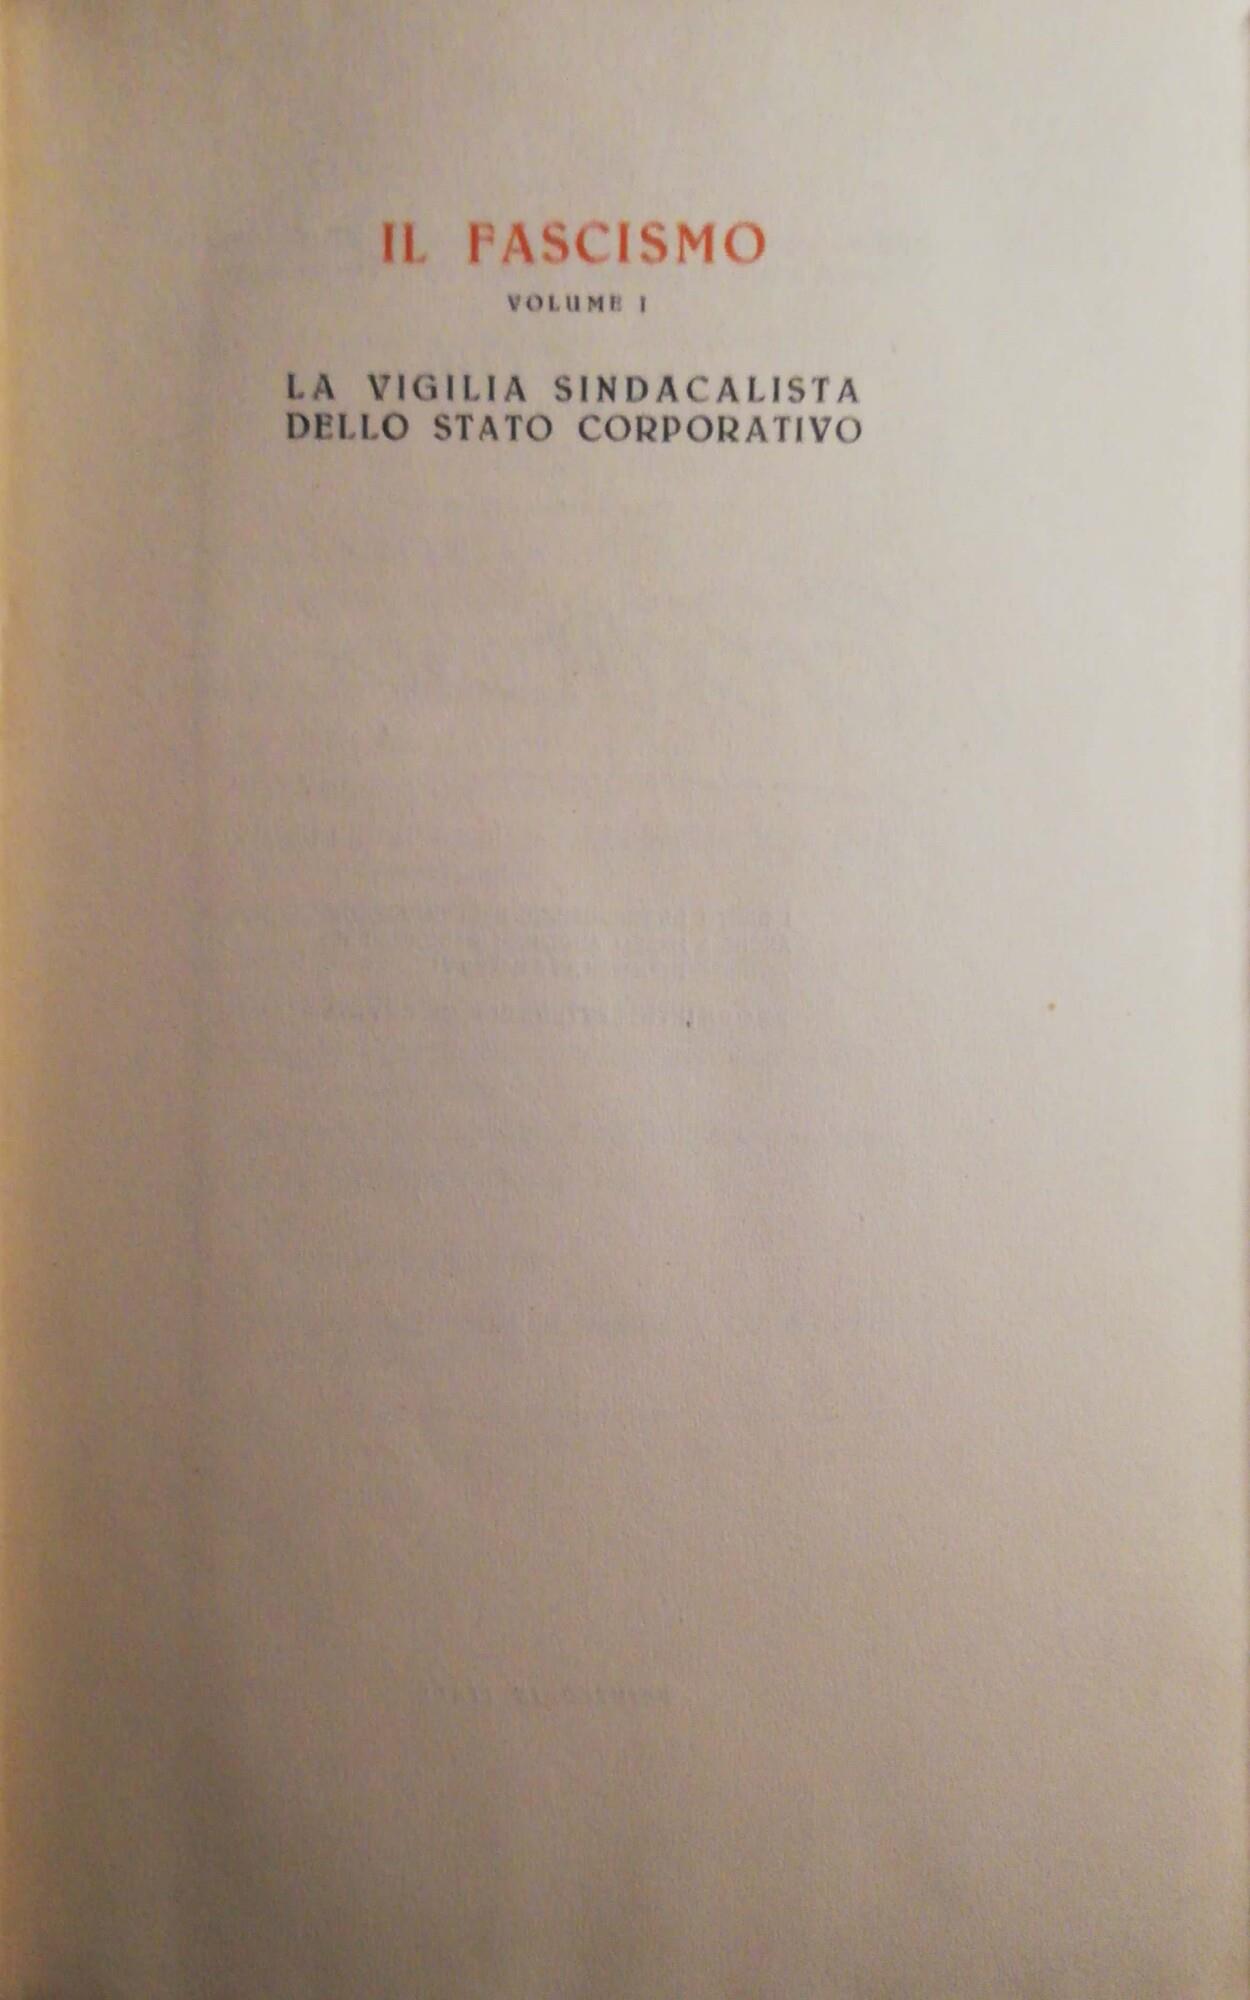 IL FASCISMO
VOLUME I
LA VIGILIA SINDACALISTA
DELLO STATO CORPORATIVO